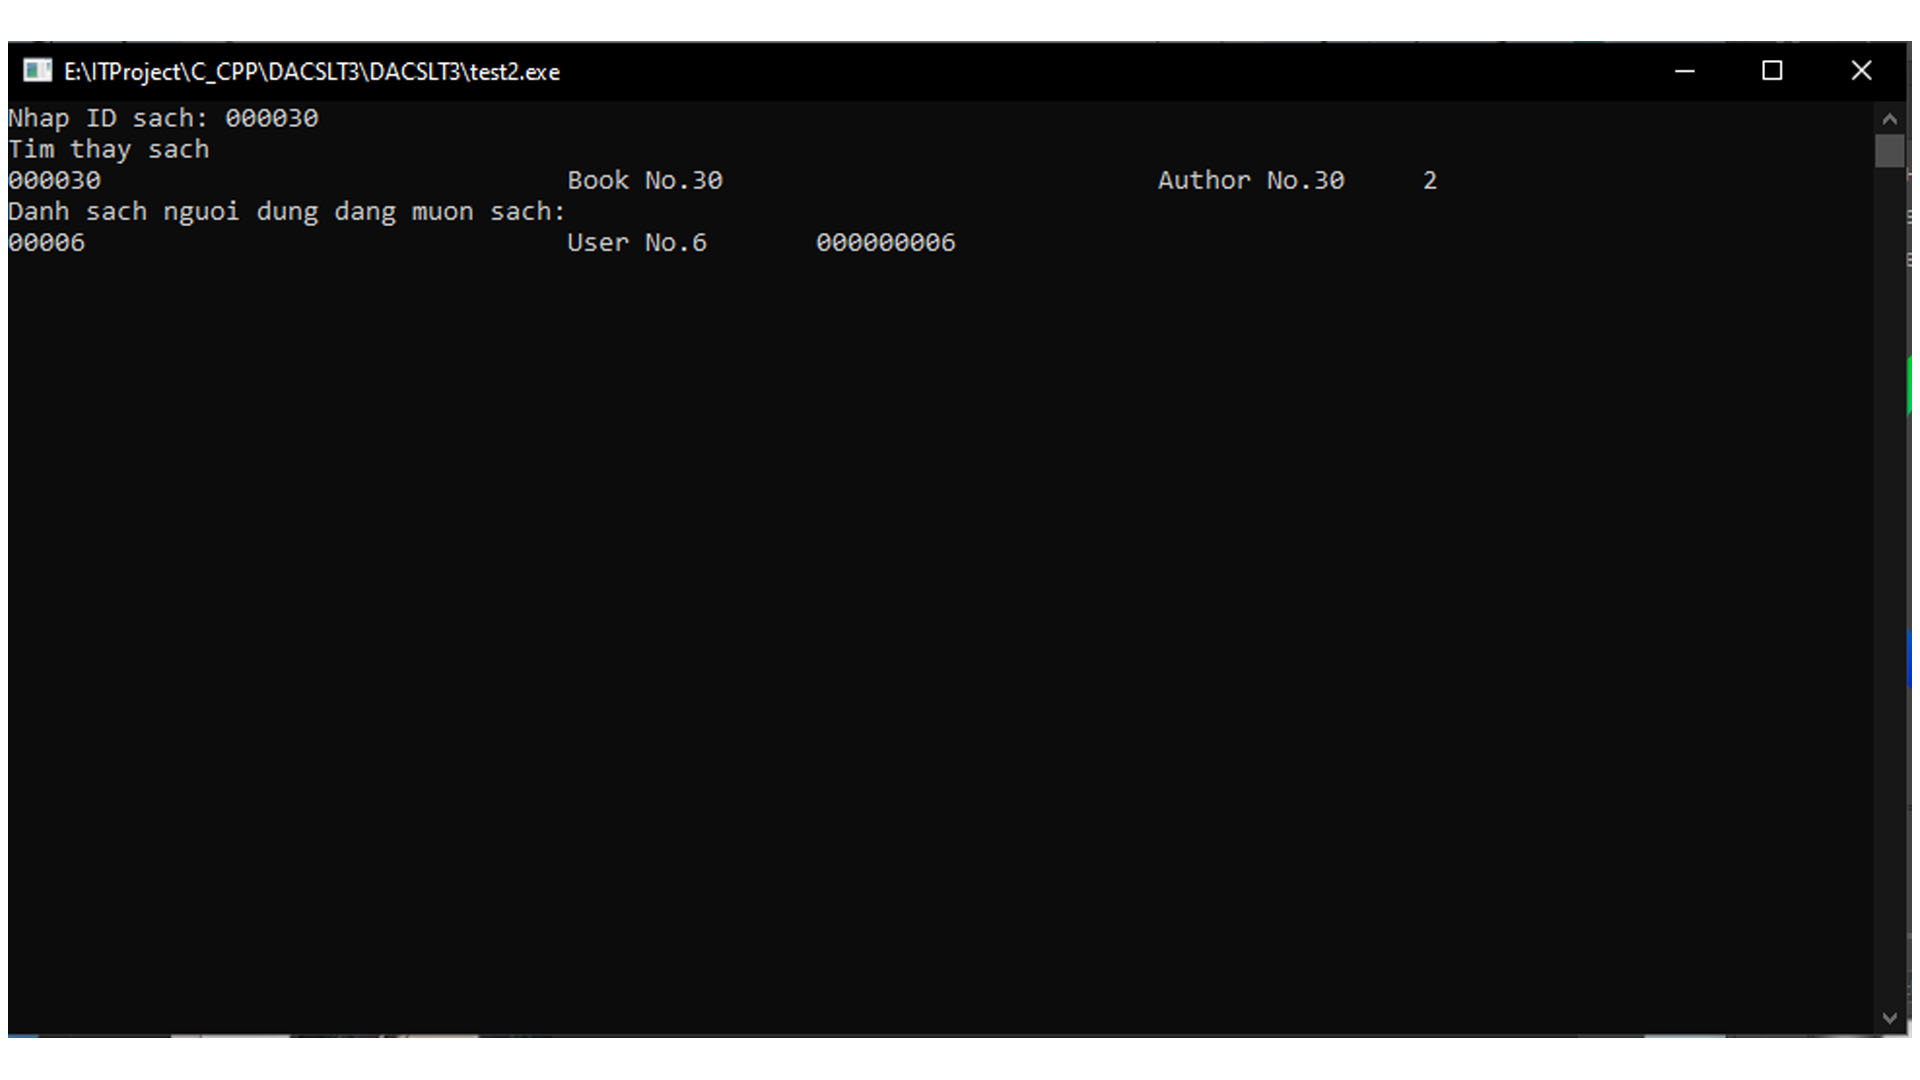 E:\ITProject\C_CPP\DACSLT3\DACSLT3\test2.exe
Nhap ID sach: 000030
Tim thay sach
000030 Book No.30 Author No.30 2
Danh sach nguoi dung dang muon sach:
00006 User No.6 000000006